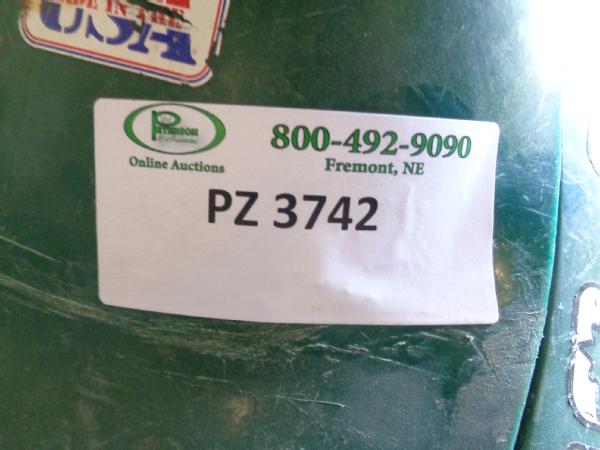 MADE IN THE
USA
PETERSON
Online Auctions
800-492-9090
Fremont, NE
PZ 3742